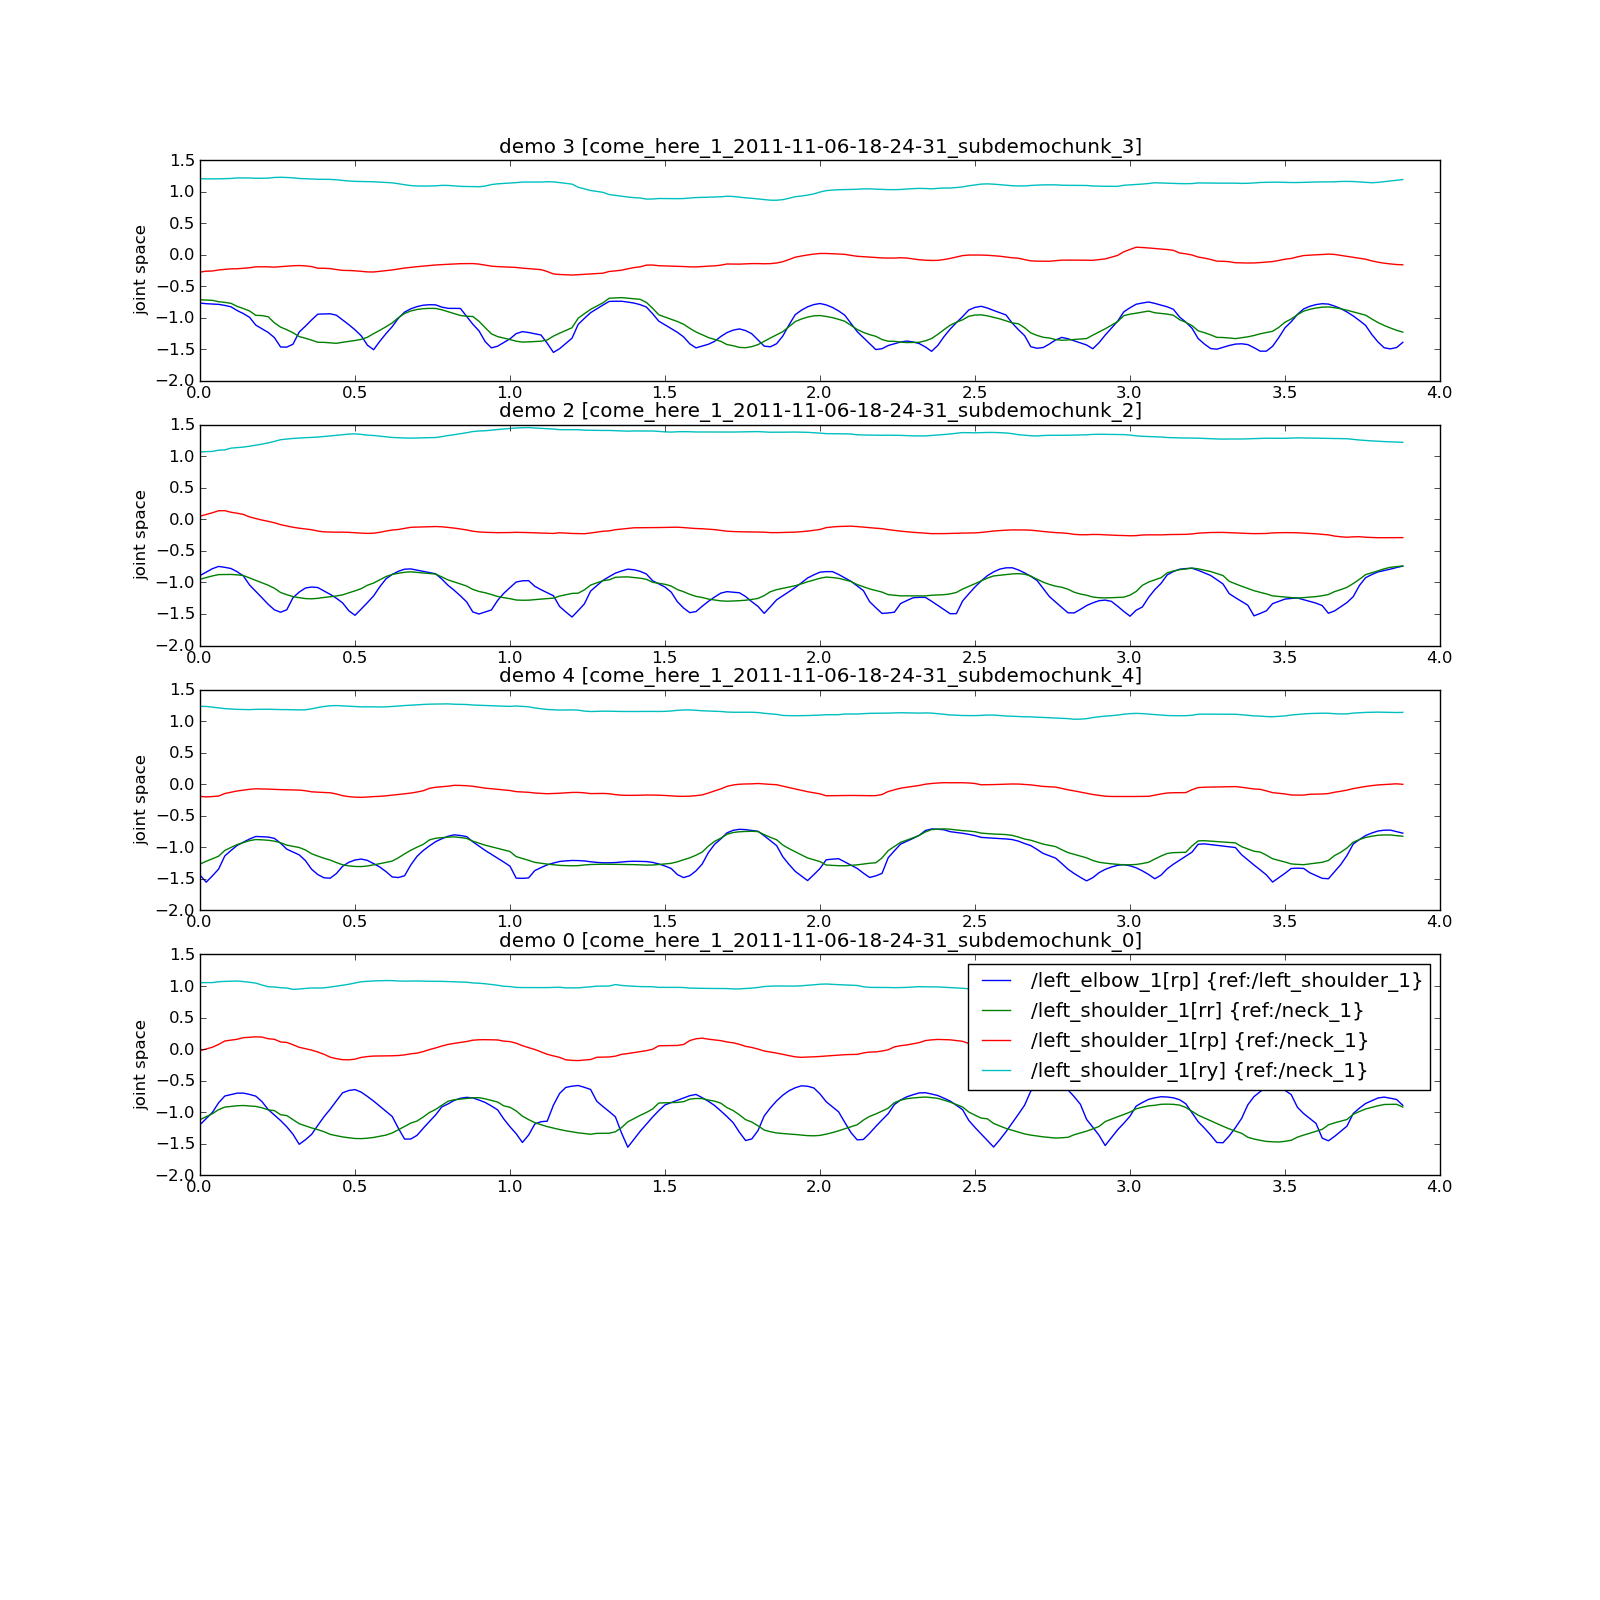 demo 3 [come_here_1_2011-11-06-18-24-31_subdemochunk_3]
1.5
1.0
0.5
0.0
−0.5
−1.0
−1.5
−2.0
joint space
0.0 0.5 1.0 1.5 2.0 2.5 3.0 3.5 4.0
demo 2 [come_here_1_2011-11-06-18-24-31_subdemochunk_2]
1.5
1.0
0.5
0.0
−0.5
−1.0
−1.5
−2.0
joint space
0.0 0.5 1.0 1.5 2.0 2.5 3.0 3.5 4.0
demo 4 [come_here_1_2011-11-06-18-24-31_subdemochunk_4]
1.5
1.0
0.5
0.0
−0.5
−1.0
−1.5
−2.0
joint space
0.0 0.5 1.0 1.5 2.0 2.5 3.0 3.5 4.0
demo 0 [come_here_1_2011-11-06-18-24-31_subdemochunk_0]
1.5
1.0
0.5
0.0
−0.5
−1.0
−1.5
−2.0
joint space
/left_elbow_1[rp] {ref:/left_shoulder_1}
/left_shoulder_1[rr] {ref:/neck_1}
/left_shoulder_1[rp] {ref:/neck_1}
/left_shoulder_1[ry] {ref:/neck_1}
0.0 0.5 1.0 1.5 2.0 2.5 3.0 3.5 4.0